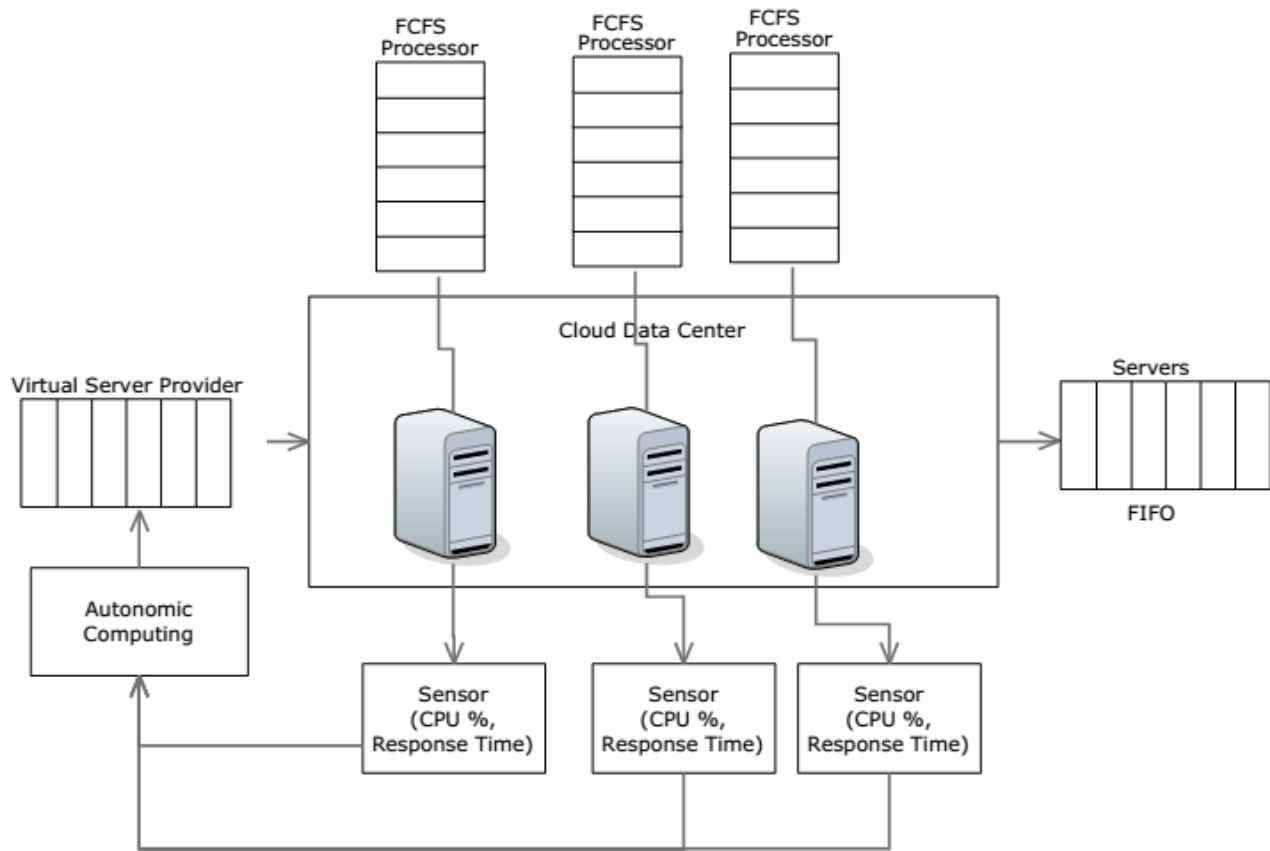 FCFS
Processor
FCFS
Processor
FCFS
Processor
Cloud Data Center
Virtual Server Provider
Servers
FIFO
Autonomic
Computing
Sensor
(CPU %,
Response Time)
Sensor
(CPU %,
Response Time)
Sensor
(CPU %,
Response Time)